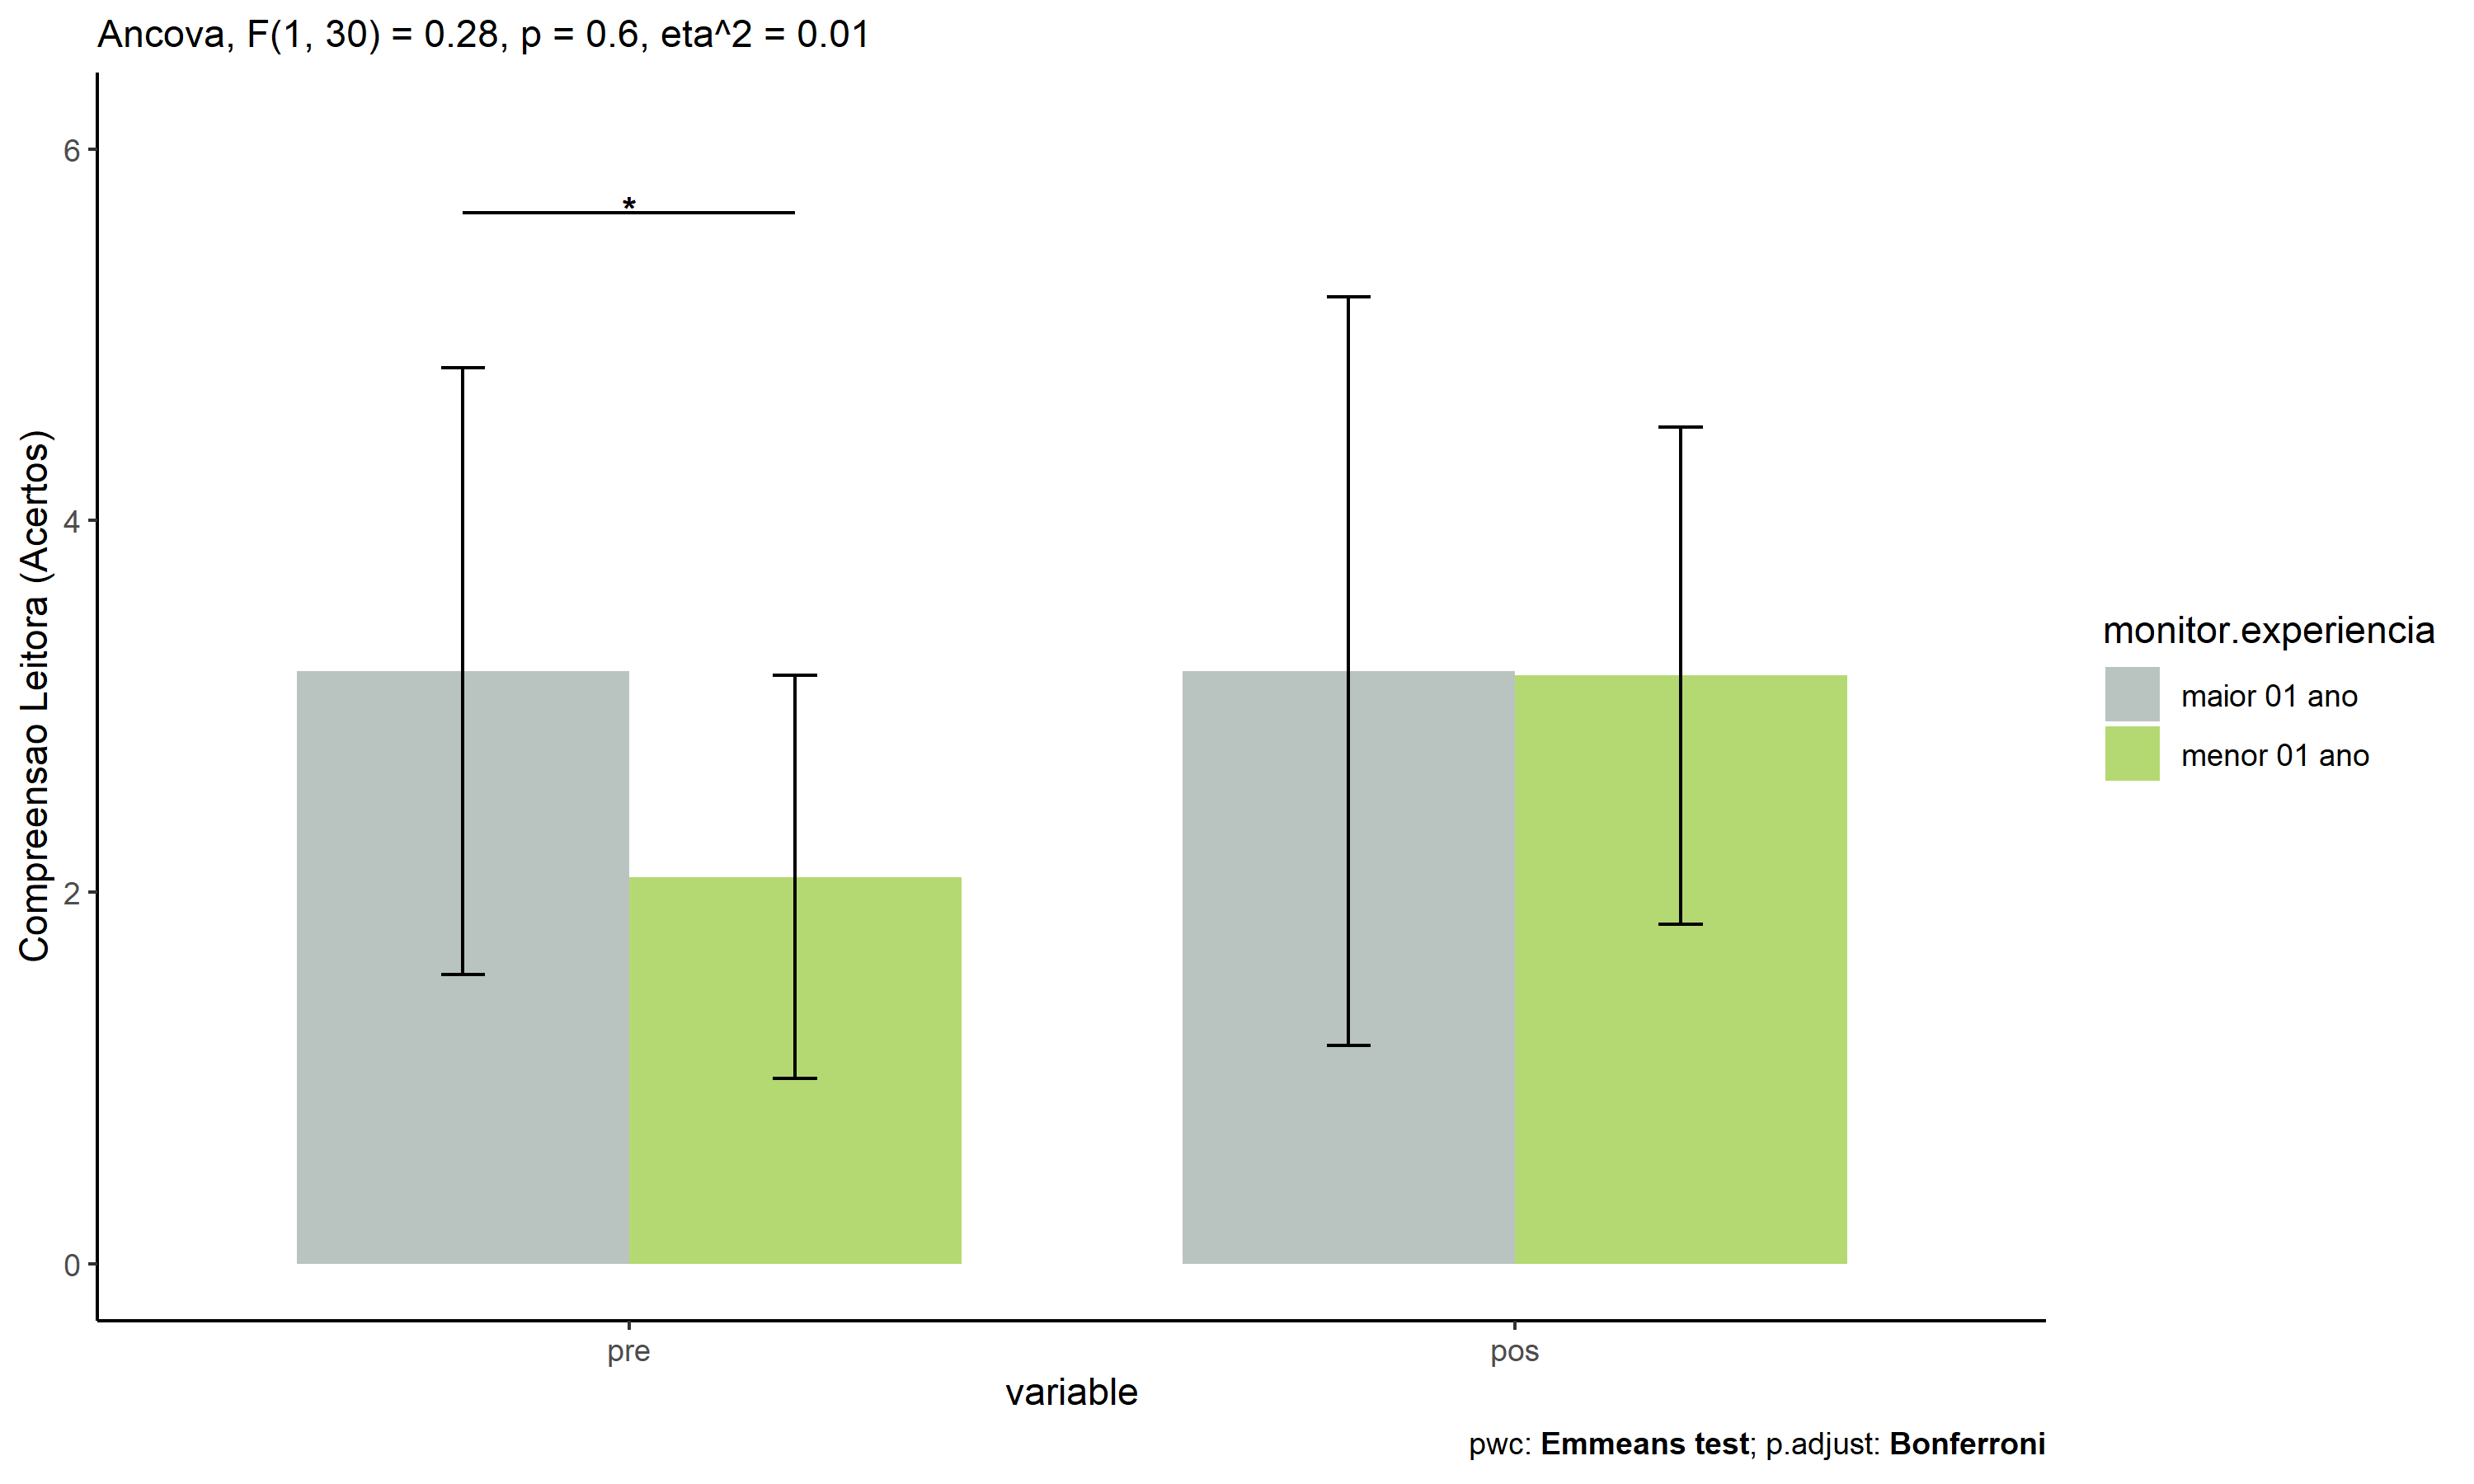 Ancova, F(1, 30) = 0.28, p = 0.6, eta^2 = 0.01
Compreensao Leitora (Acertos)
6
4
2
0
*
pre
pos
variable
monitor.experiencia
maior 01 ano
menor 01 ano
pwc: Emmeans test; p.adjust: Bonferroni